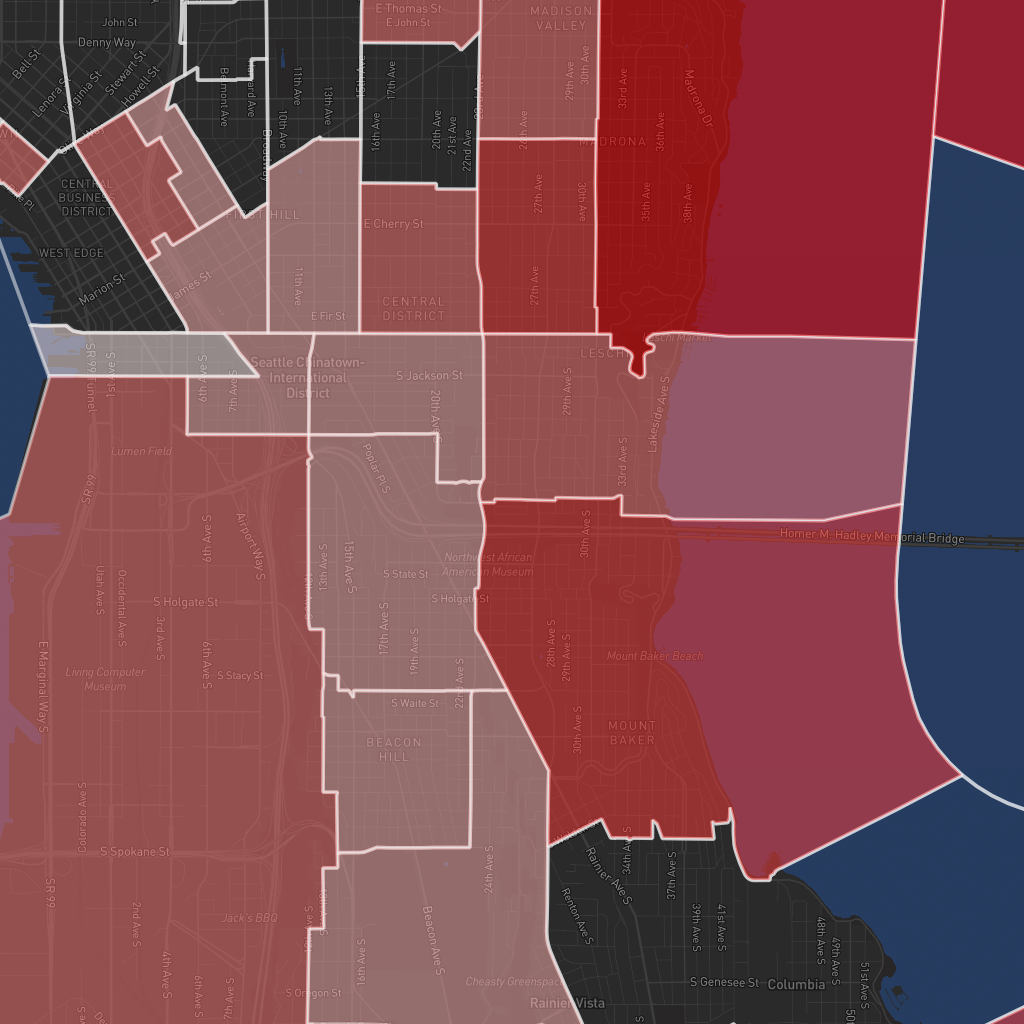 E Thomas St
MADISON
VALLEY
John St
E John St
Denny Way
Bell St
Stewart St
Lenora St
Virginia St
Howell St
Belmont Ave
11th Ave
10th Ave
13th Ave
15th Ave
17th Ave
16th Ave
20th Ave
21st Ave
22nd Ave
29th Ave
30th Ave
33rd Ave
Madrona Dr
26th Ave
MADRONA
36th Ave
CENTRAL
BUSINESS
DISTRICT
FIRST HILL
E Cherry St
27th Ave
30th Ave
35th Ave
38th Ave
WEST EDGE
Marion St
James St
11th Ave
E Fir St
CENTRAL
DISTRICT
27th Ave
LESCHI
Leschi Market
SR 99 Tunnel
1st Ave S
6th Ave S
7th Ave S
Seattle Chinatown-
International
District
S Jackson St
20th Ave S
29th Ave S
Lakeside Ave S
33rd Ave S
Lumen Field
Poplar Pl S
SR 99
6th Ave S
Airport Way S
13th Ave S
15th Ave S
Northwest African
American Museum
30th Ave S
Homer M. Hadley Memorial Bridge
S State St
Utah Ave S
Occidental Ave S
S Holgate St
S Holgate St
3rd Ave S
6th Ave S
17th Ave S
19th Ave S
28th Ave S
29th Ave S
Mount Baker Beach
E Marginal Way S
Living Computer
Museum
S Stacy St
22nd Ave S
S Waite St
BEACON
HILL
30th Ave S
MOUNT
BAKER
Colorado Ave S
S Spokane St
24th Ave S
Rainier Ave S
34th Ave S
37th Ave S
SR 99
2nd Ave S
Jack's BBQ
Beacon Ave S
Renton Ave S
39th Ave S
41st Ave S
48th Ave S
49th Ave S
51st Ave S
4th Ave S
6th Ave S
7th Ave S
16th Ave S
S Oregon St
Cheasty Greenspace
Rainier Vista
S Genesee St
Columbia